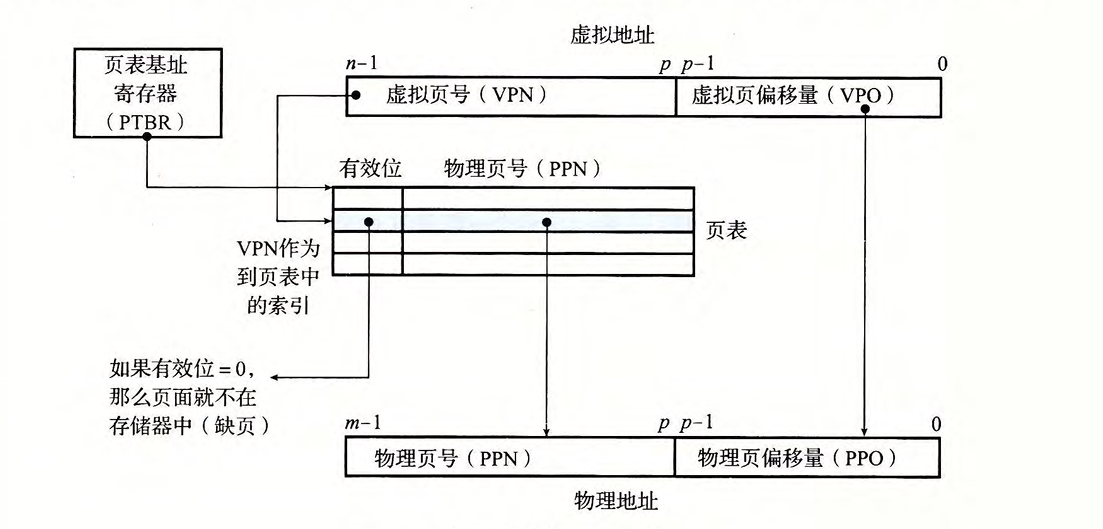 虚拟地址
页表基址
寄存器
（PTBR）
n−1
p
p−1
0
虚拟页号（VPN）
虚拟页偏移量（VPO）
有效位
物理页号（PPN）
页表
VPN作为
到页表中
的索引
如果有效位=0，
那么页面就不在
存储器中（缺页）
m−1
p
p−1
0
物理页号（PPN）
物理页偏移量（PPO）
物理地址